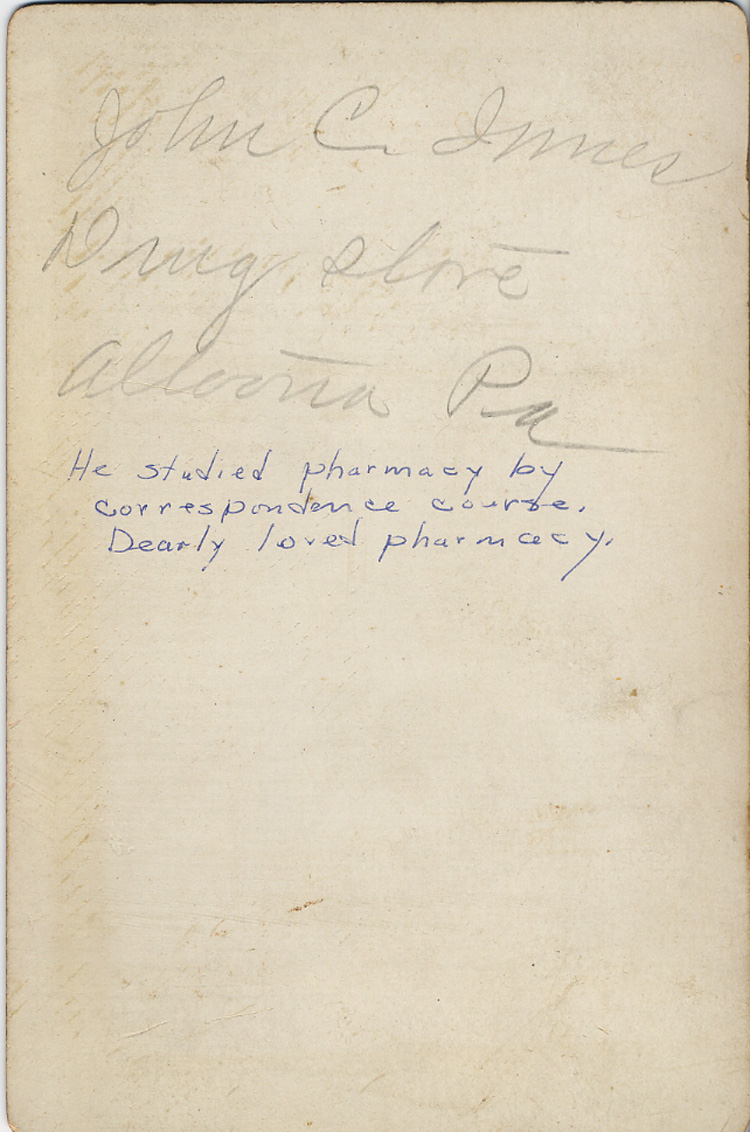 John C. Innes
Drug store
Altoona Pa
He studied pharmacy by
correspondence course.
Dearly loved pharmacy.